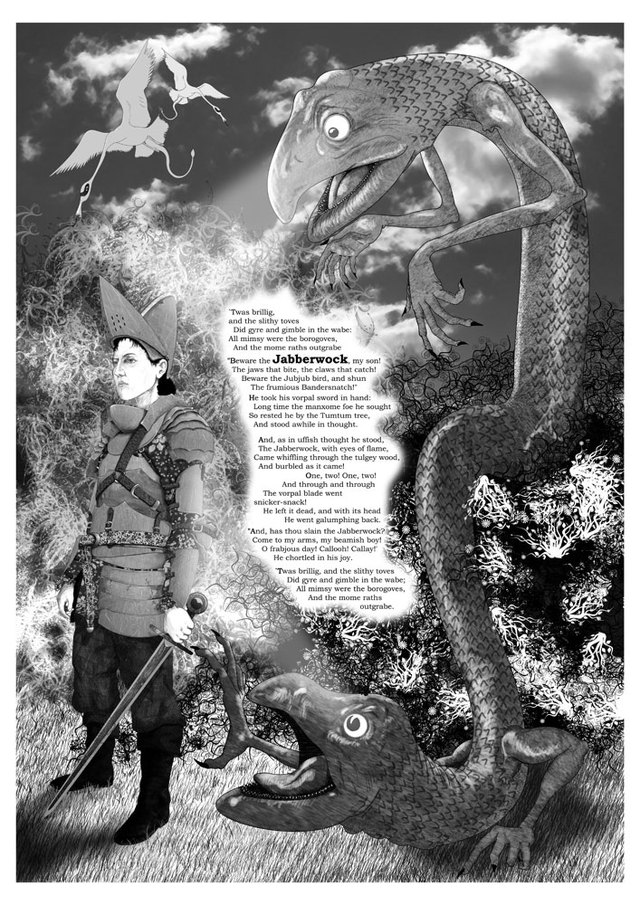 'Twas brillig,
and the slithy toves
Did gyre and gimble in the wabe:
All mimsy were the borogoves,
And the mome raths outgrabe
"Beware the Jabberwock, my son!
The jaws that bite, the claws that catch!
Beware the Jubjub bird, and shun
The frumious Bandersnatch!"
He took his vorpal sword in hand:
Long time the manxome foe he sought
So rested he by the Tumtum tree,
And stood awhile in thought.
And, as in uffish thought he stood,
The Jabberwock, with eyes of flame,
Came whiffling through the tulgey wood,
And burbled as it came!
One, two! One, two!
And through and through
The vorpal blade went
snicker-snack!
He left it dead, and with its head
He went galumphing back.
"And, has thou slain the Jabberwock?
Come to my arms, my beamish boy!
O frabjous day! Callooh! Callay!'
He chortled in his joy.
'Twas brillig, and the slithy toves
Did gyre and gimble in the wabe;
All mimsy were the borogoves,
And the mome raths
outgrabe.